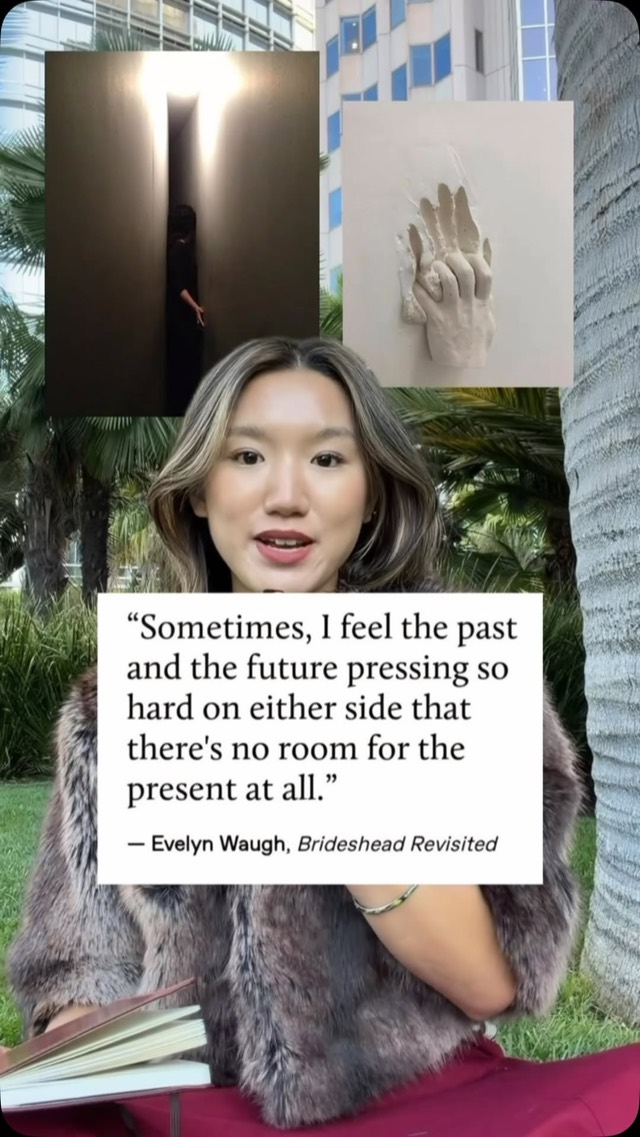 “Sometimes, I feel the past
and the future pressing so
hard on either side that
there's no room for the
present at all.”
— Evelyn Waugh, Brideshead Revisited